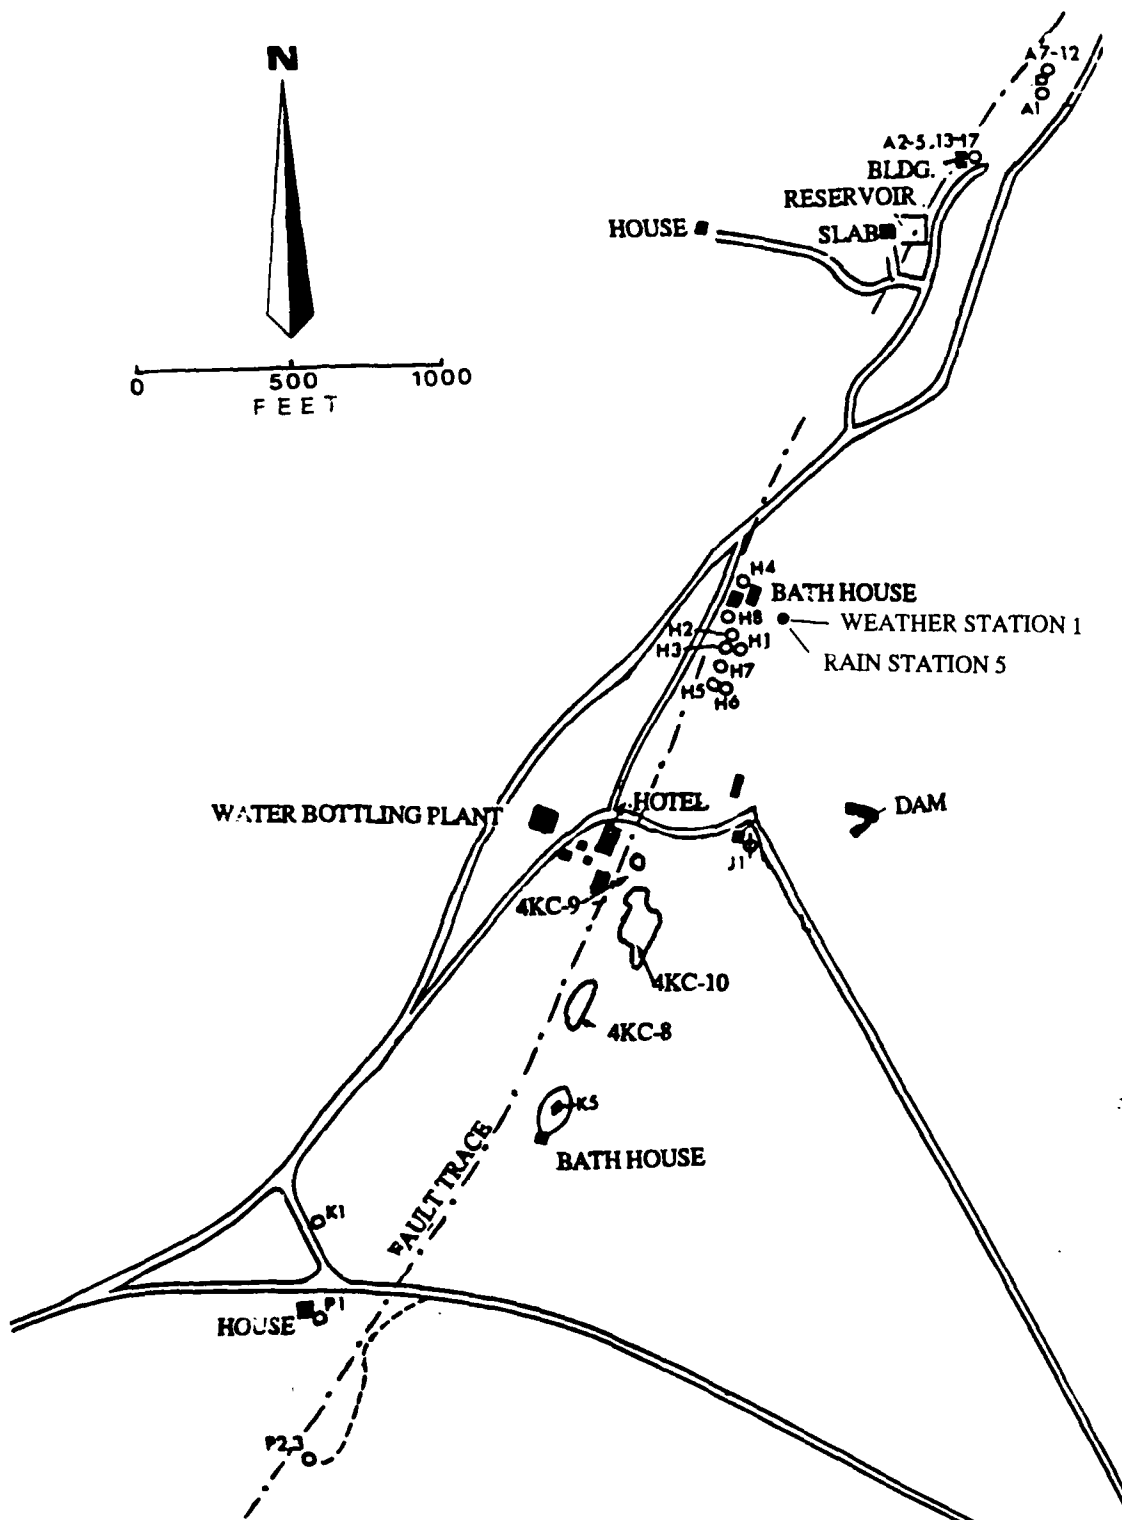 N
A7-12
A1
A2-5,13-17
BLDG.
RESERVOIR
HOUSE
SLAB
0 500 1000
FEET
H4
BATH HOUSE
H8
WEATHER STATION 1
H2
H1
H3
RAIN STATION 5
H7
H5
H6
HOTEL
WATER BOTTLING PLANT
DAM
J1
4KC-9
4KC-10
4KC-8
K5
BATH HOUSE
FAULT TRACE
K1
P1
HOUSE
P2,3